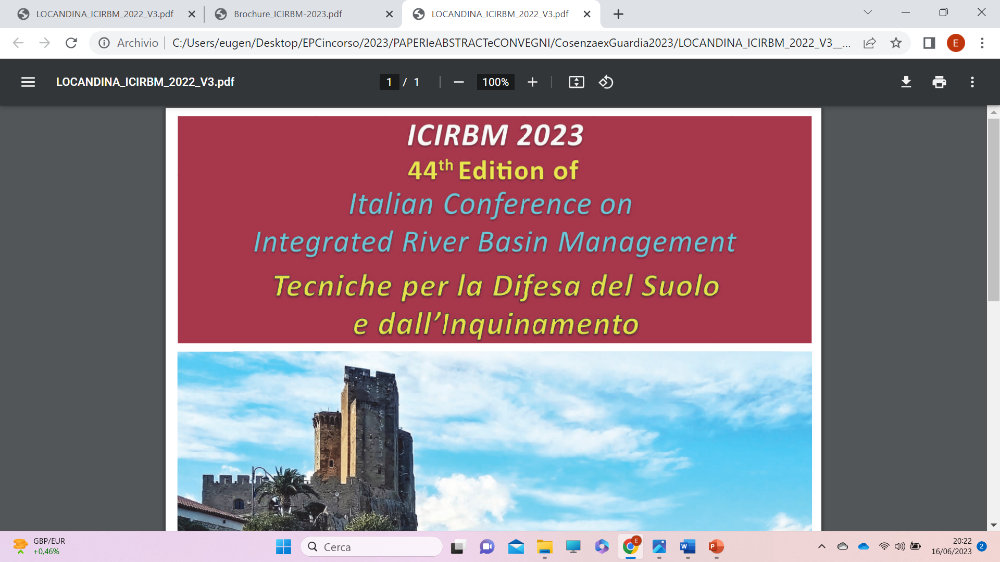 LOCANDINA_ICIRBM_2022_V3.pdf
Brochure_ICIRBM-2023.pdf
LOCANDINA_ICIRBM_2022_V3.pdf
Archivio
C:/Users/eugen/Desktop/EPCincorso/2023/PAPERIeABSTRACTeCONVEGNI/CosenzaexGuardia2023/LOCANDINA_ICIRBM_2022_V3__...
E
LOCANDINA_ICIRBM_2022_V3.pdf
1 / 1
100%
ICIRBM 2023
44th Edition of
Italian Conference on
Integrated River Basin Management
Tecniche per la Difesa del Suolo
e dall’Inquinamento
GBP/EUR
+0,46%
Cerca
E
W
P
20:22
16/06/2023
2